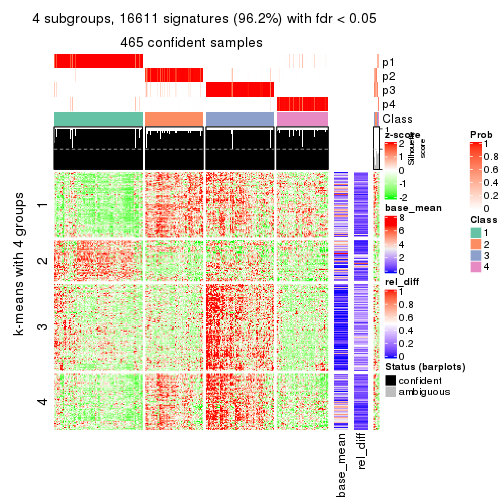 4 subgroups, 16611 signatures (96.2%) with fdr < 0.05
465 confident samples
p1
p2
p3
p4
Class
1
Silhouette
score
k-means with 4 groups
1
2
3
4
base_mean
rel_diff
z-score
2
1
0
-1
-2
base_mean
8
6
4
2
0
rel_diff
1
0.8
0.6
0.4
0.2
0
Status (barplots)
confident
ambiguous
Prob
1
0.8
0.6
0.4
0.2
0
Class
1
2
3
4